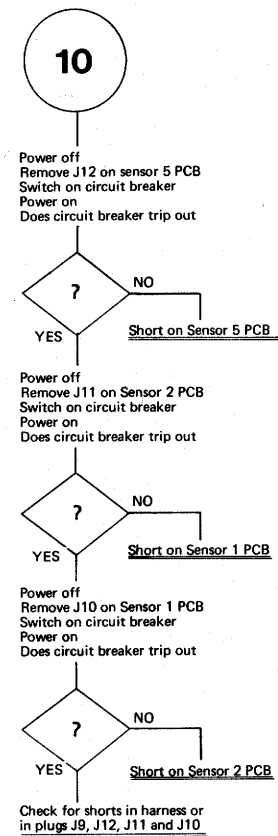 10
Power off
Remove J12 on sensor 5 PCB
Switch on circuit breaker
Power on
Does circuit breaker trip out
?
NO
YES
Short on Sensor 5 PCB
Power off
Remove J11 on Sensor 2 PCB
Switch on circuit breaker
Power on
Does circuit breaker trip out
?
NO
YES
Short on Sensor 1 PCB
Power off
Remove J10 on Sensor 1 PCB
Switch on circuit breaker
Power on
Does circuit breaker trip out
?
NO
YES
Short on Sensor 2 PCB
Check for shorts in harness or
in plugs J9, J12, J11 and J10